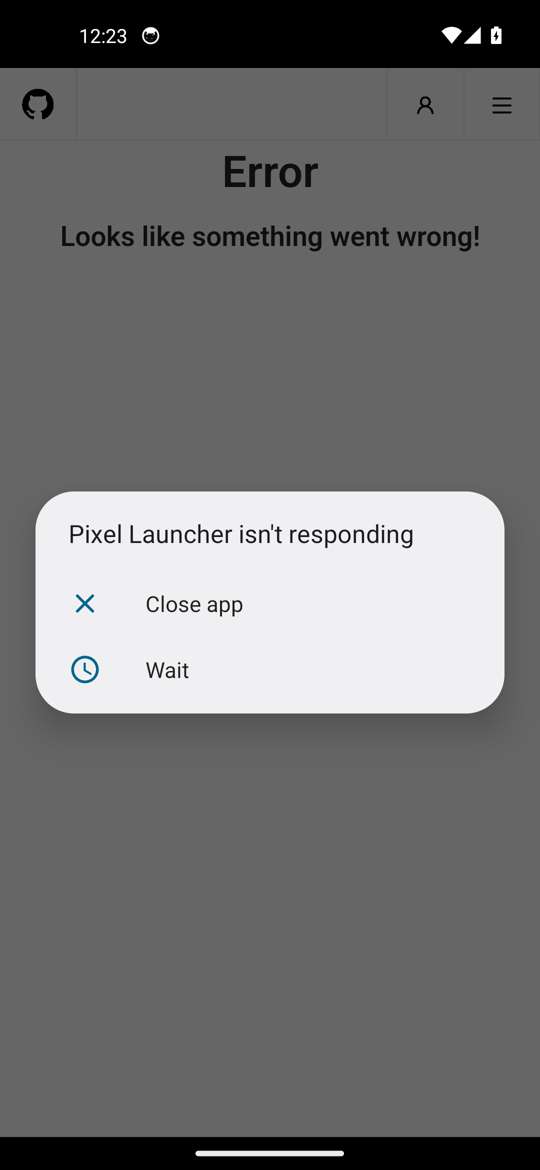 12:23
Error
Looks like something went wrong!
Pixel Launcher isn't responding
Close app
Wait